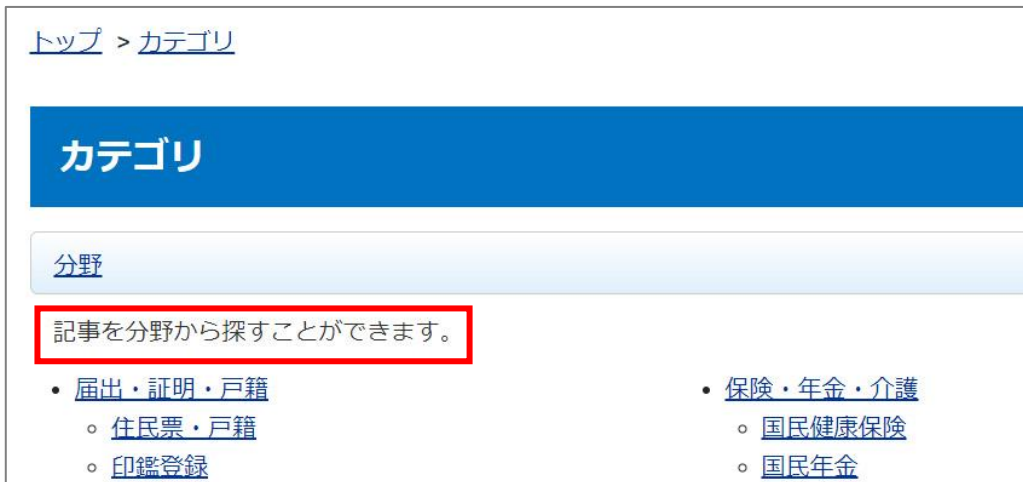 トップ > カテゴリ
カテゴリ
分野
記事を分野から探すことができます。
• 届出・証明・戸籍
◦ 住民票・戸籍
◦ 印鑑登録
• 保険・年金・介護
◦ 国民健康保険
◦ 国民年金